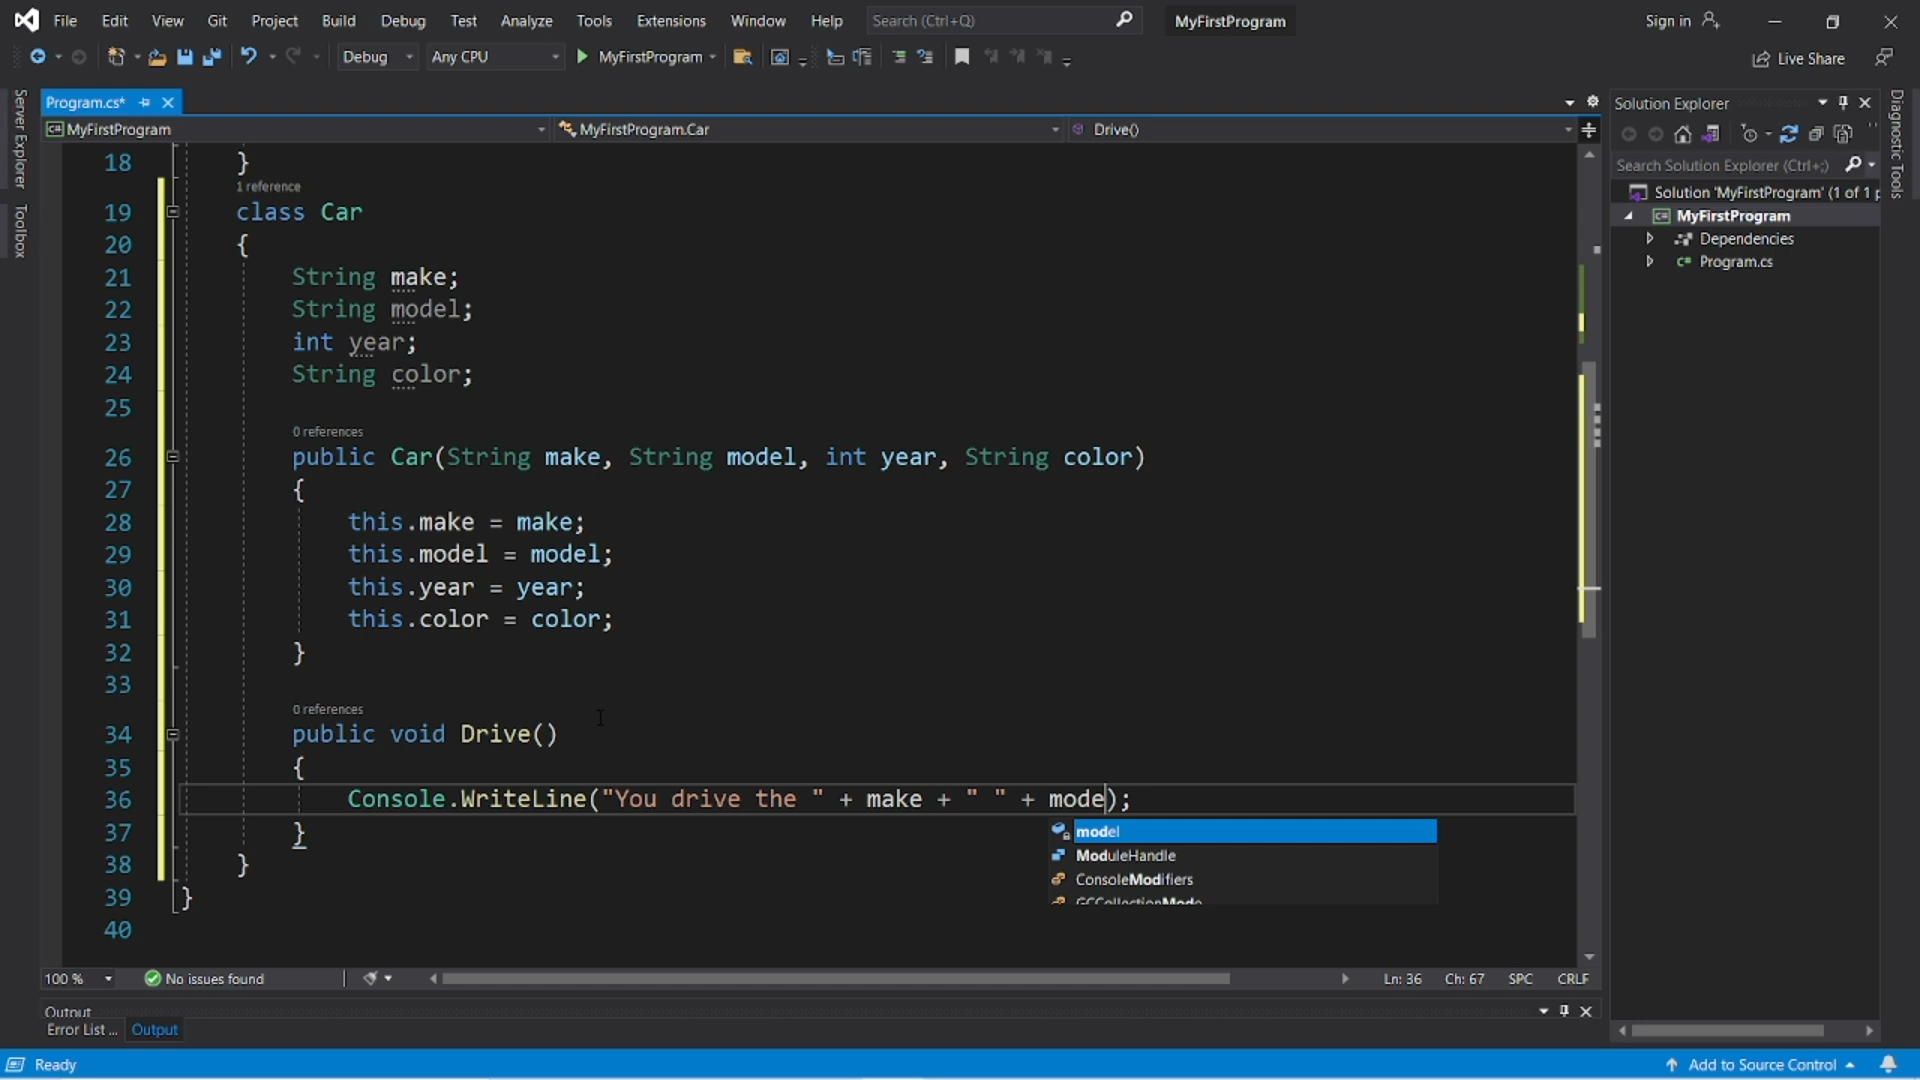 File Edit View Git Project Build Debug Test Analyze Tools Extensions Window Help Search (Ctrl+Q) MyFirstProgram Sign in
Debug Any CPU MyFirstProgram Live Share
Server Explorer
Toolbox
Program.cs*
MyFirstProgram MyFirstProgram.Car Drive()
18 }
1 reference
19 class Car
20 {
21 String make;
22 String model;
23 int year;
24 String color;
25
0 references
26 public Car(String make, String model, int year, String color)
27 {
28 this.make = make;
29 this.model = model;
30 this.year = year;
31 this.color = color;
32 }
33
0 references
34 public void Drive()
35 {
36 Console.WriteLine("You drive the " + make + " " + mode);
37 }
38 }
39 }
40
model
ModuleHandle
ConsoleModifiers
GCCollectionMode
100 % No issues found Ln: 36 Ch: 67 SPC CRLF
Output
Error List ... Output
Solution Explorer
Search Solution Explorer (Ctrl+;)
Solution 'MyFirstProgram' (1 of 1 p
MyFirstProgram
Dependencies
C# Program.cs
Diagnostic Tools
Ready Add to Source Control